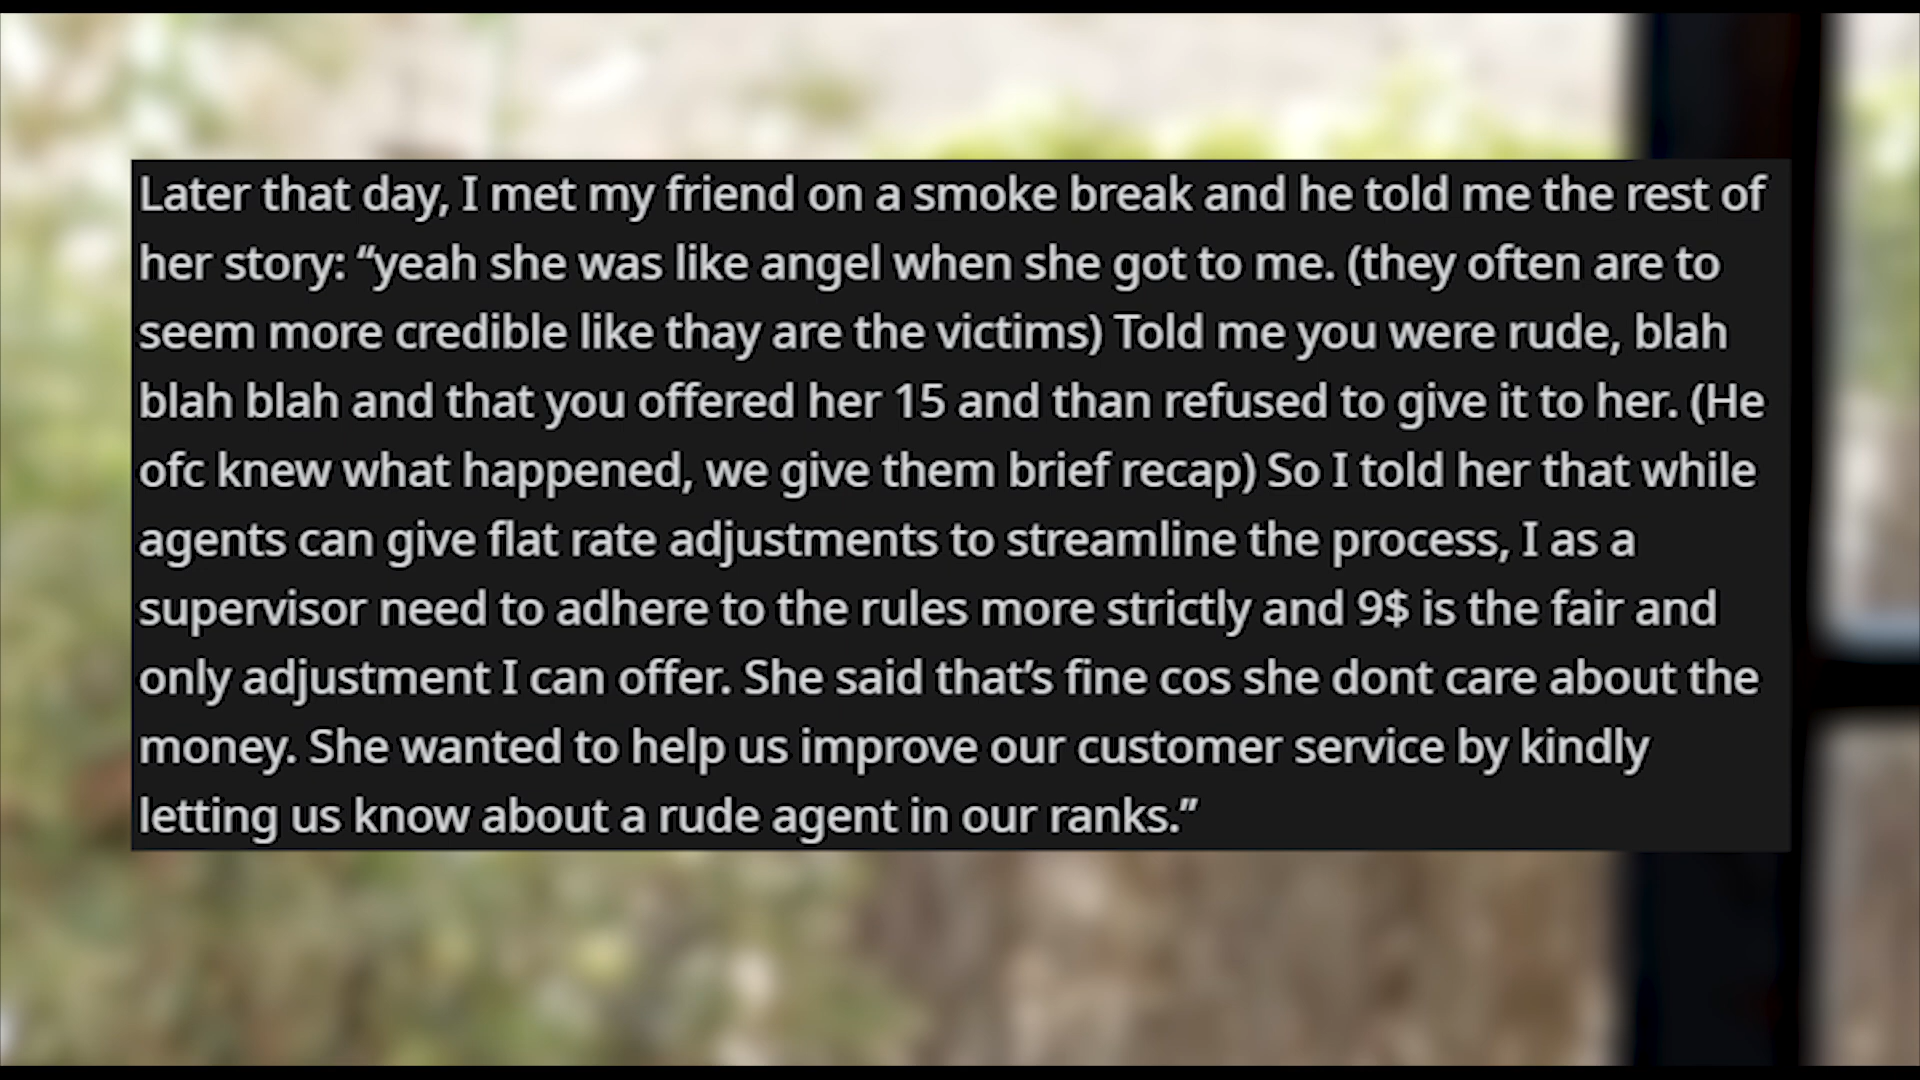 Later that day, I met my friend on a smoke break and he told me the rest of
her story: “yeah she was like angel when she got to me. (they often are to
seem more credible like thay are the victims) Told me you were rude, blah
blah blah and that you offered her 15 and than refused to give it to her. (He
ofc knew what happened, we give them brief recap) So I told her that while
agents can give flat rate adjustments to streamline the process, I as a
supervisor need to adhere to the rules more strictly and 9$ is the fair and
only adjustment I can offer. She said that’s fine cos she dont care about the
money. She wanted to help us improve our customer service by kindly
letting us know about a rude agent in our ranks.”